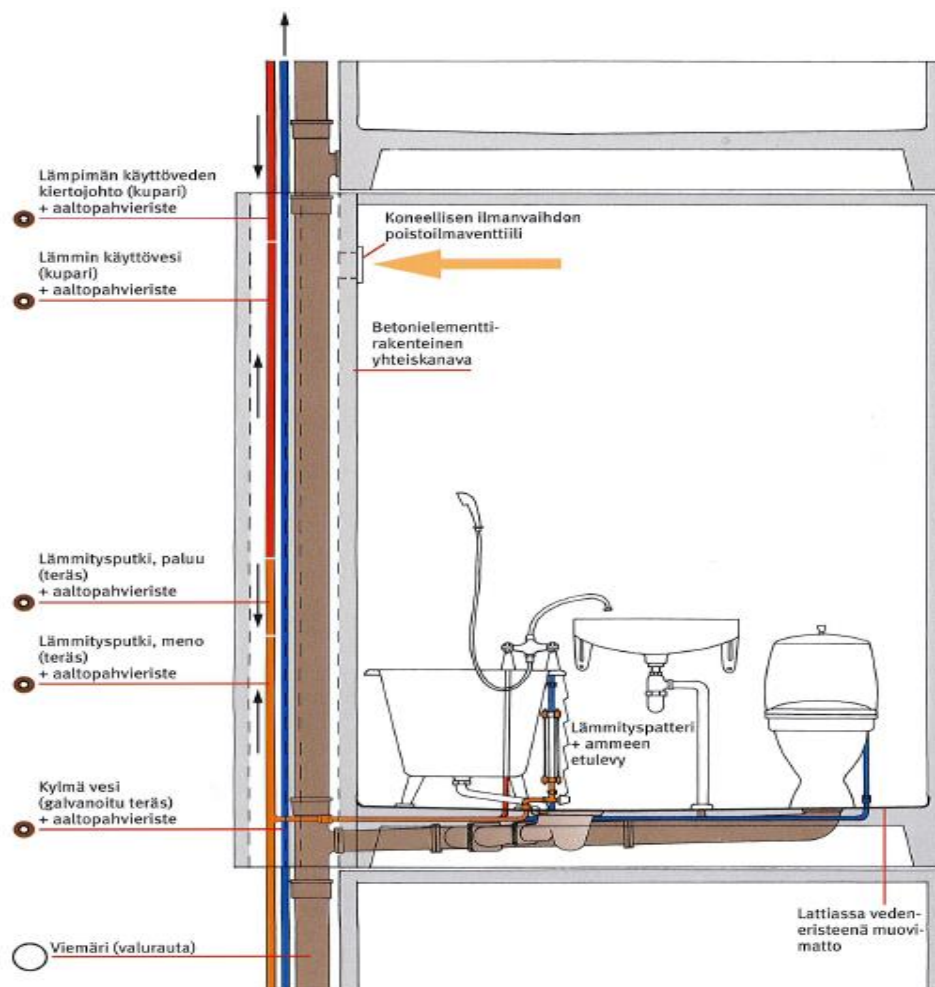 Lämpimän käyttöveden
kiertojohto (kupari)
+ aaltopahvieriste
Lämmin käyttövesi
(kupari)
+ aaltopahvieriste
Koneellisen ilmanvaihdon
poistoilmaventtiili
Betonielementti-
rakenteinen
yhteiskanava
Lämmitysputki, paluu
(teräs)
+ aaltopahvieriste
Lämmitysputki, meno
(teräs)
+ aaltopahvieriste
Lämmityspatteri
+ ammeen
etulevy
Kylmä vesi
(galvanoitu teräs)
+ aaltopahvieriste
Viemäri (valurauta)
Lattiassa veden-
eristeenä muovi-
matto